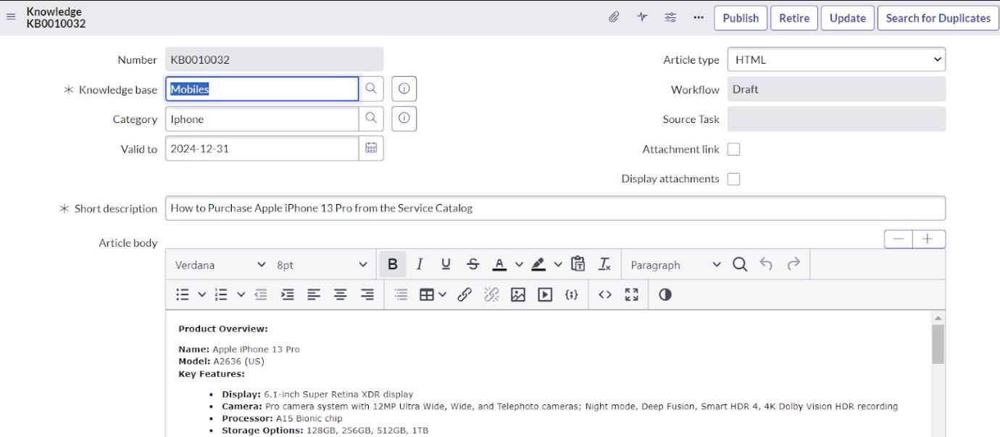 Knowledge
KB0010032
Publish
Retire
Update
Search for Duplicates
Number
KB0010032
Article type
HTML
Knowledge base
Mobiles
Workflow
Draft
Category
Iphone
Source Task
Valid to
2024-12-31
Attachment link
Display attachments
Short description
How to Purchase Apple iPhone 13 Pro from the Service Catalog
Article body
Verdana
8pt
B I U S A
Paragraph
Product Overview:
Name: Apple iPhone 13 Pro
Model: A2636 (US)
Key Features:
• Display: 6.1-inch Super Retina XDR display
• Camera: Pro camera system with 12MP Ultra Wide, Wide, and Telephoto cameras; Night mode, Deep Fusion, Smart HDR 4, 4K Dolby Vision HDR recording
• Processor: A15 Bionic chip
• Storage Options: 128GB, 256GB, 512GB, 1TB